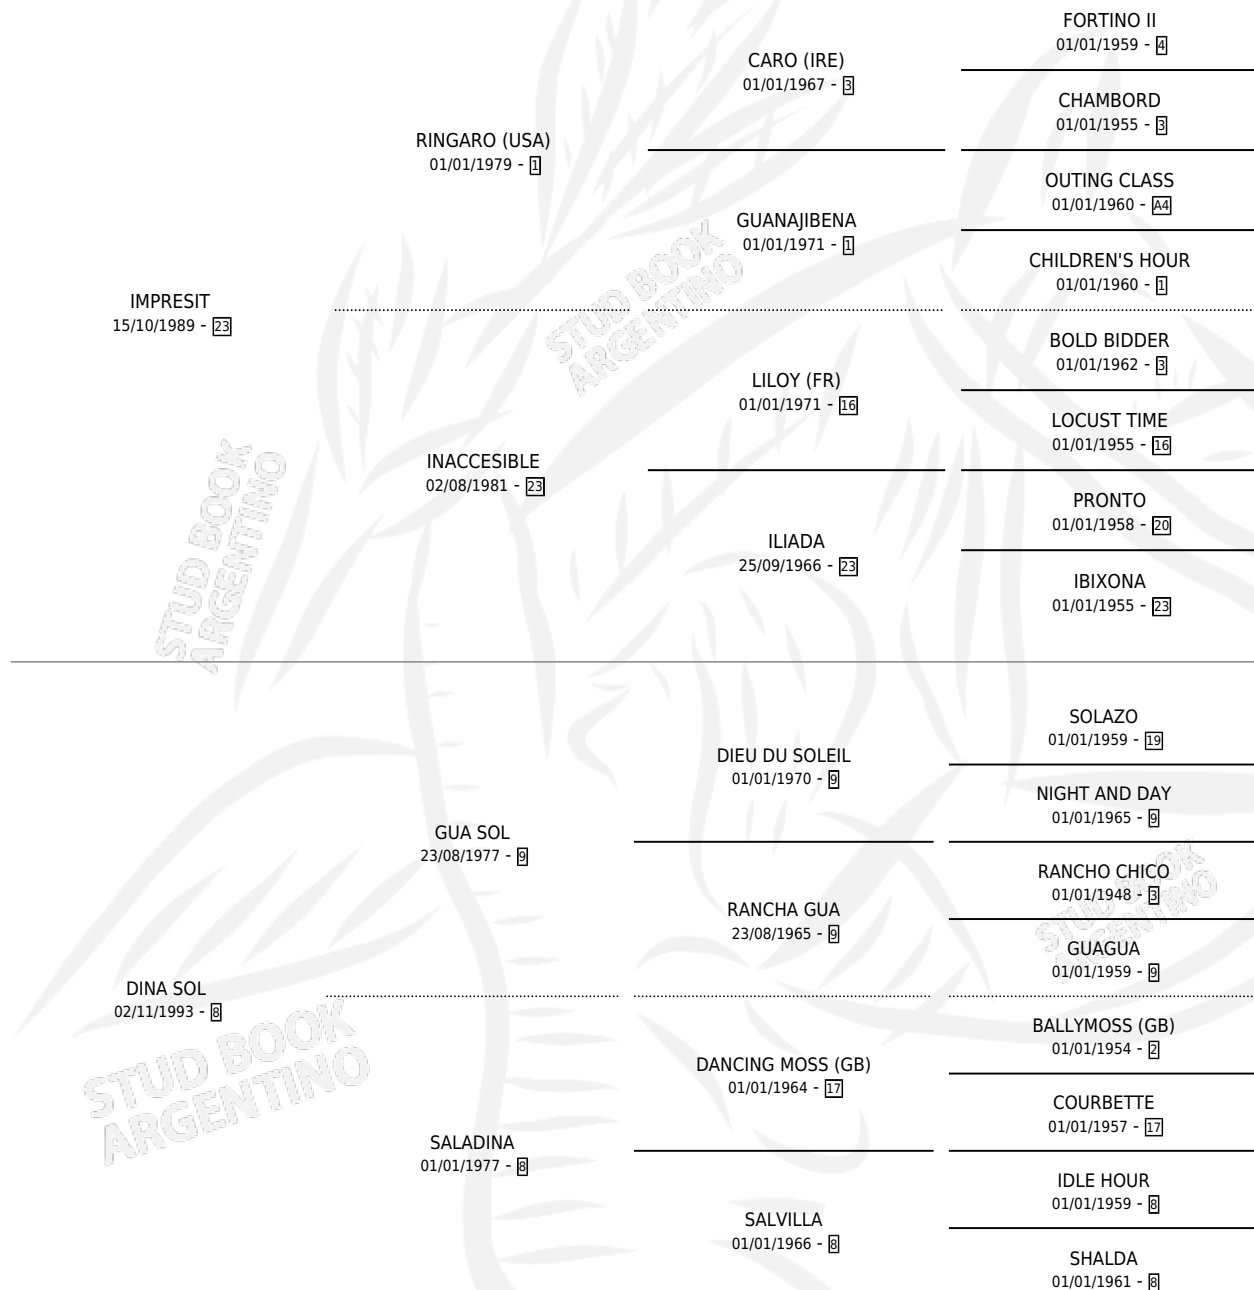 FORTINO II
01/01/1959 - 4
CARO (IRE)
01/01/1967 - 3
CHAMBORD
01/01/1955 - 3
RINGARO (USA)
01/01/1979 - 1
OUTING CLASS
01/01/1960 - A4
GUANAJIBENA
01/01/1971 - 1
CHILDREN'S HOUR
01/01/1960 - 1
IMPRESIT
15/10/1989 - 23
STUD BOOK
ARGENTINO
BOLD BIDDER
01/01/1962 - 3
LILOY (FR)
01/01/1971 - 16
LOCUST TIME
01/01/1955 - 16
INACCESIBLE
02/08/1981 - 23
PRONTO
01/01/1958 - 20
ILIADA
25/09/1966 - 23
IBIXONA
01/01/1955 - 23
STUD BOOK
ARGENTINO
SOLAZO
01/01/1959 - 19
DIEU DU SOLEIL
01/01/1970 - 9
NIGHT AND DAY
01/01/1965 - 9
GUA SOL
23/08/1977 - 9
RANCHO CHICO
01/01/1948 - 3
RANCHA GUA
23/08/1965 - 9
STUD BOOK
ARGENTINO
GUAGUA
01/01/1959 - 9
DINA SOL
02/11/1993 - 8
BALLYMOSS (GB)
01/01/1954 - 2
STUD BOOK
ARGENTINO
DANCING MOSS (GB)
01/01/1964 - 17
COURBETTE
01/01/1957 - 17
SALADINA
01/01/1977 - 8
IDLE HOUR
01/01/1959 - 8
SALVILLA
01/01/1966 - 8
SHALDA
01/01/1961 - 8